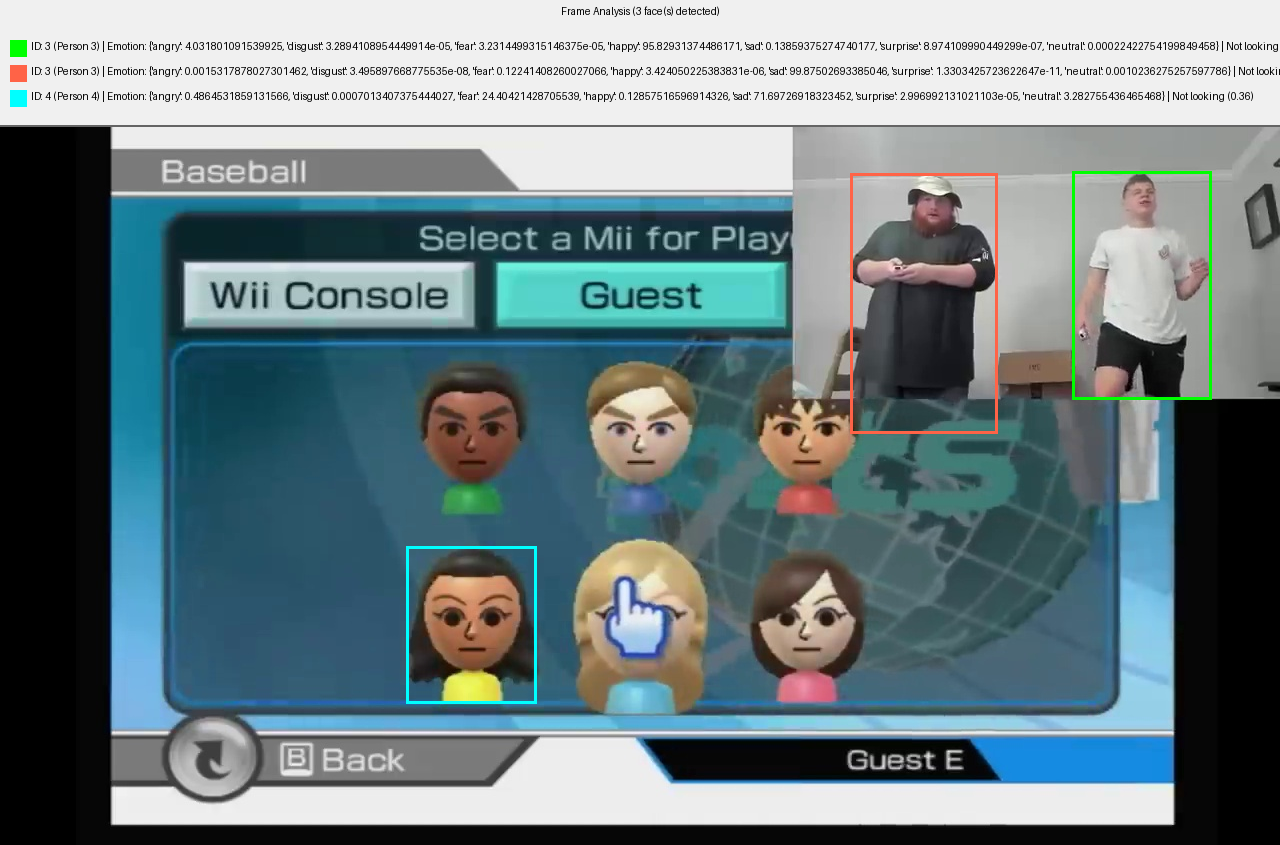 Frame Analysis (3 face(s) detected)
ID: 3 (Person 3) | Emotion: {'angry': 4.031801091539925, 'disgust': 3.2894108954449914e-05, 'fear': 3.2314499315146375e-05, 'happy': 95.82931374486171, 'sad': 0.13859375274740177, 'surprise': 8.974109990449299e-07, 'neutral': 0.00022422754199849458} | Not looking
ID: 3 (Person 3) | Emotion: {'angry': 0.0015317878027301462, 'disgust': 3.495897668775535e-08, 'fear': 0.12241408260027066, 'happy': 3.424050225383831e-06, 'sad': 99.87502693385046, 'surprise': 1.3303425723622647e-11, 'neutral': 0.0010236275257597786} | Not looki
ID: 4 (Person 4) | Emotion: {'angry': 0.4864531859131566, 'disgust': 0.0007013407375444027, 'fear': 24.40421428705539, 'happy': 0.12857516596914326, 'sad': 71.69726918323452, 'surprise': 2.996992131021103e-05, 'neutral': 3.282755436465468} | Not looking (0.36)
Baseball
Select a Mii for Play
Wii Console
Guest
B Back
Guest E